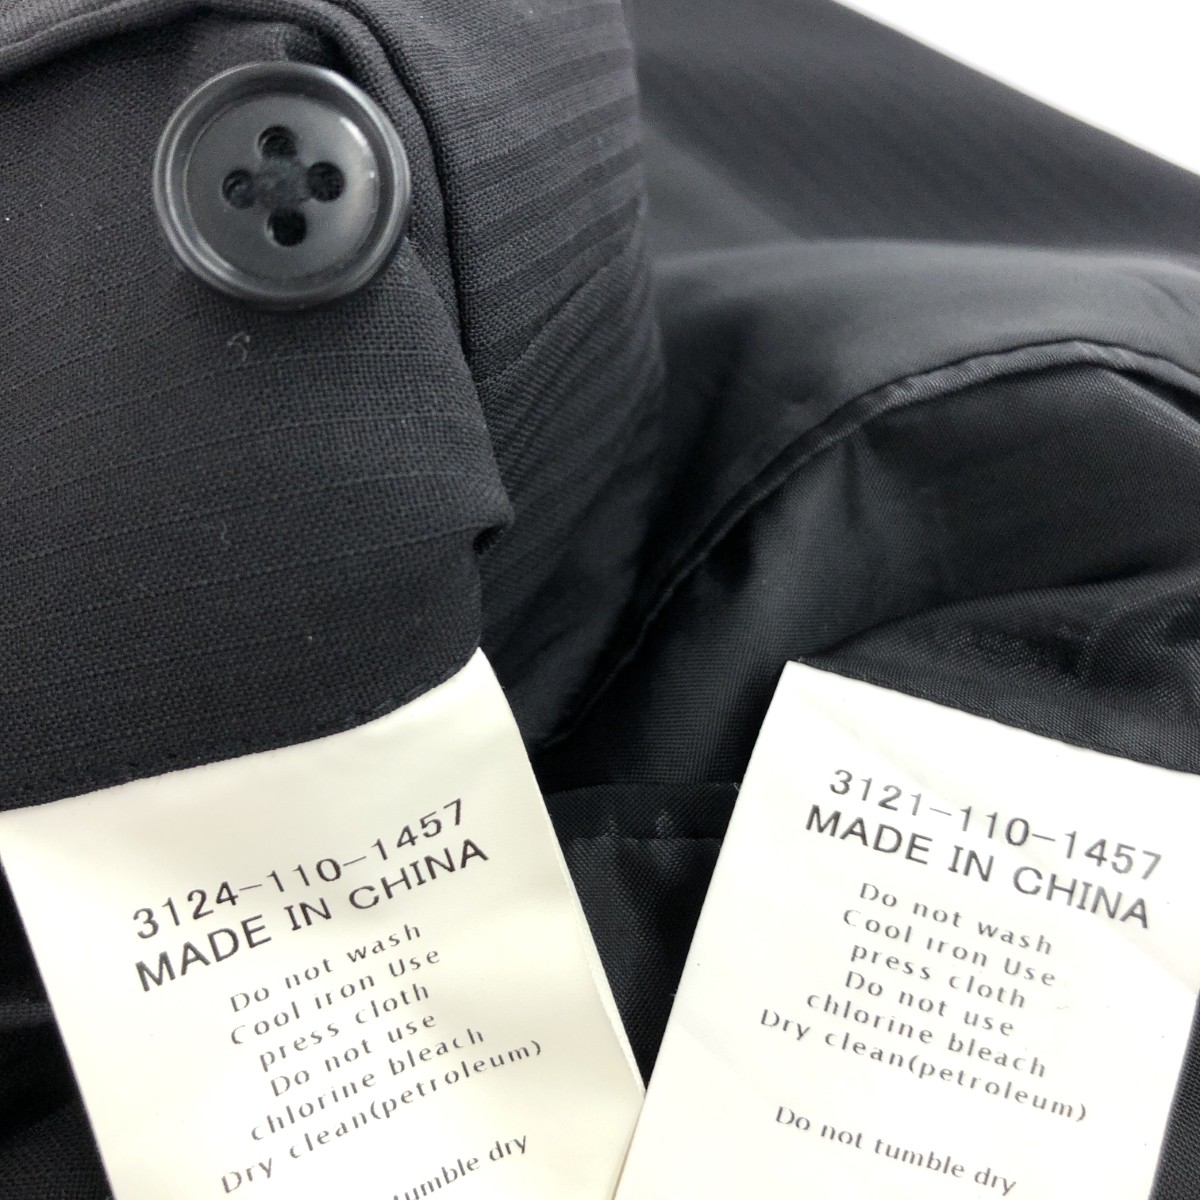 3124-110-1457
MADE IN CHINA
Do not wash
Cool iron Use
press cloth
Do not use
chlorine bleach
Dry clean(petroleum)
tumble dry
3121-110-1457
MADE IN CHINA
Do not wash
Cool iron Use
press cloth
Do not use
chlorine bleach
Dry clean(petroleum)
Do not tumble dry